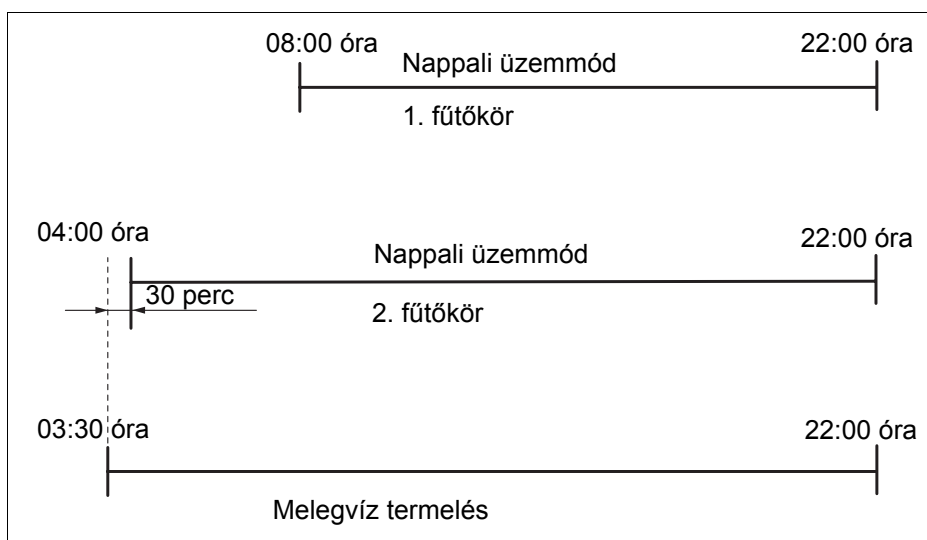 08:00 óra
Nappali üzemmód
22:00 óra
1. fűtőkör
04:00 óra
Nappali üzemmód
22:00 óra
30 perc
2. fűtőkör
03:30 óra
22:00 óra
Melegvíz termelés